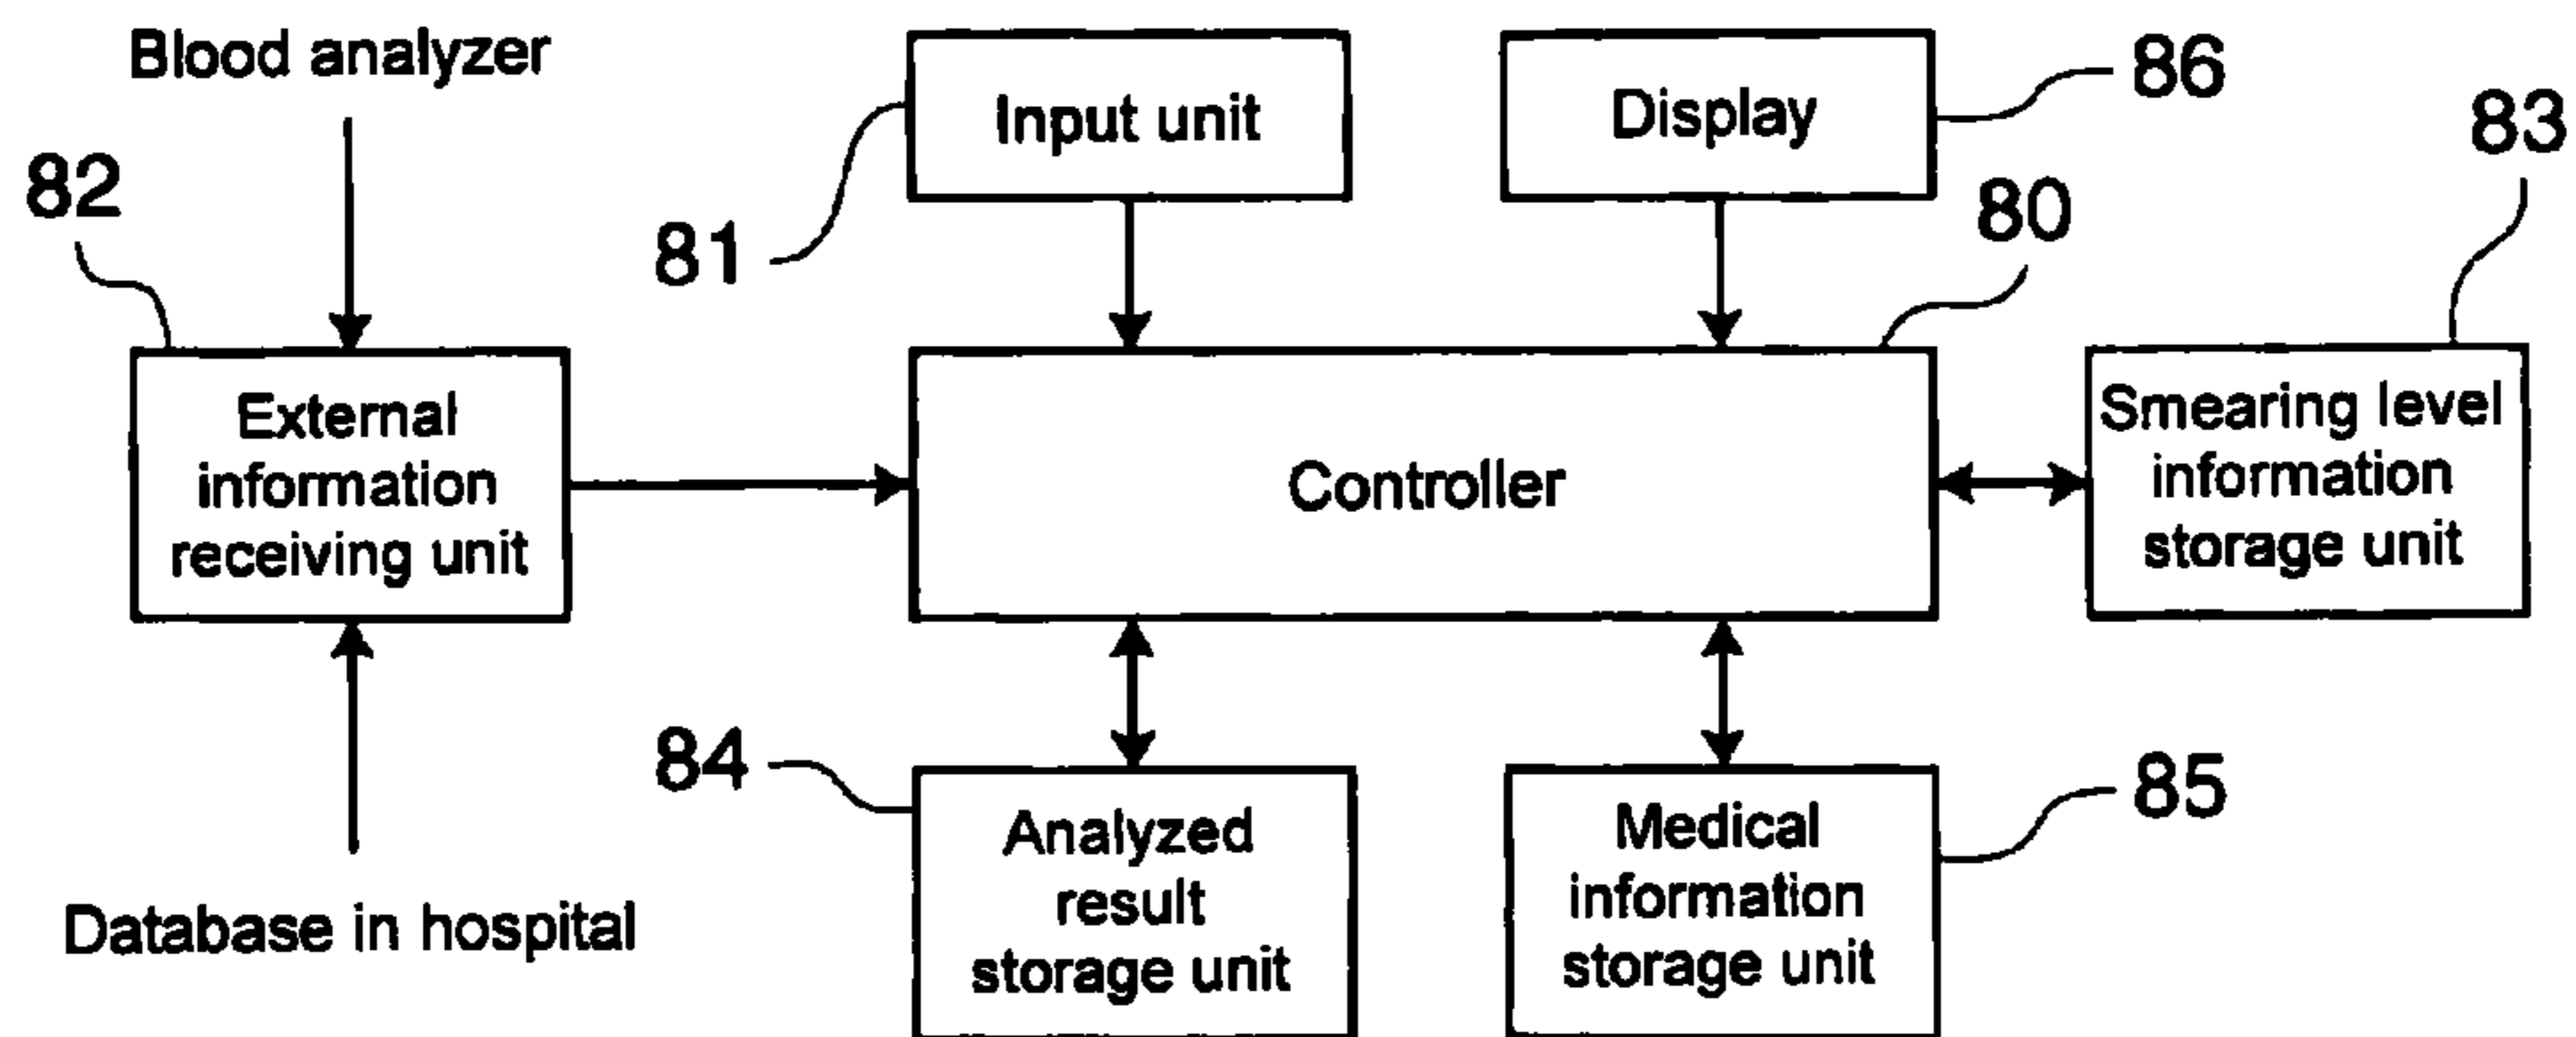 Blood analyzer
Input unit
Display
86
83
82
81
80
External
information
receiving unit
Controller
Smearing level
information
storage unit
84
Analyzed
result
storage unit
Medical
information
storage unit
85
Database in hospital